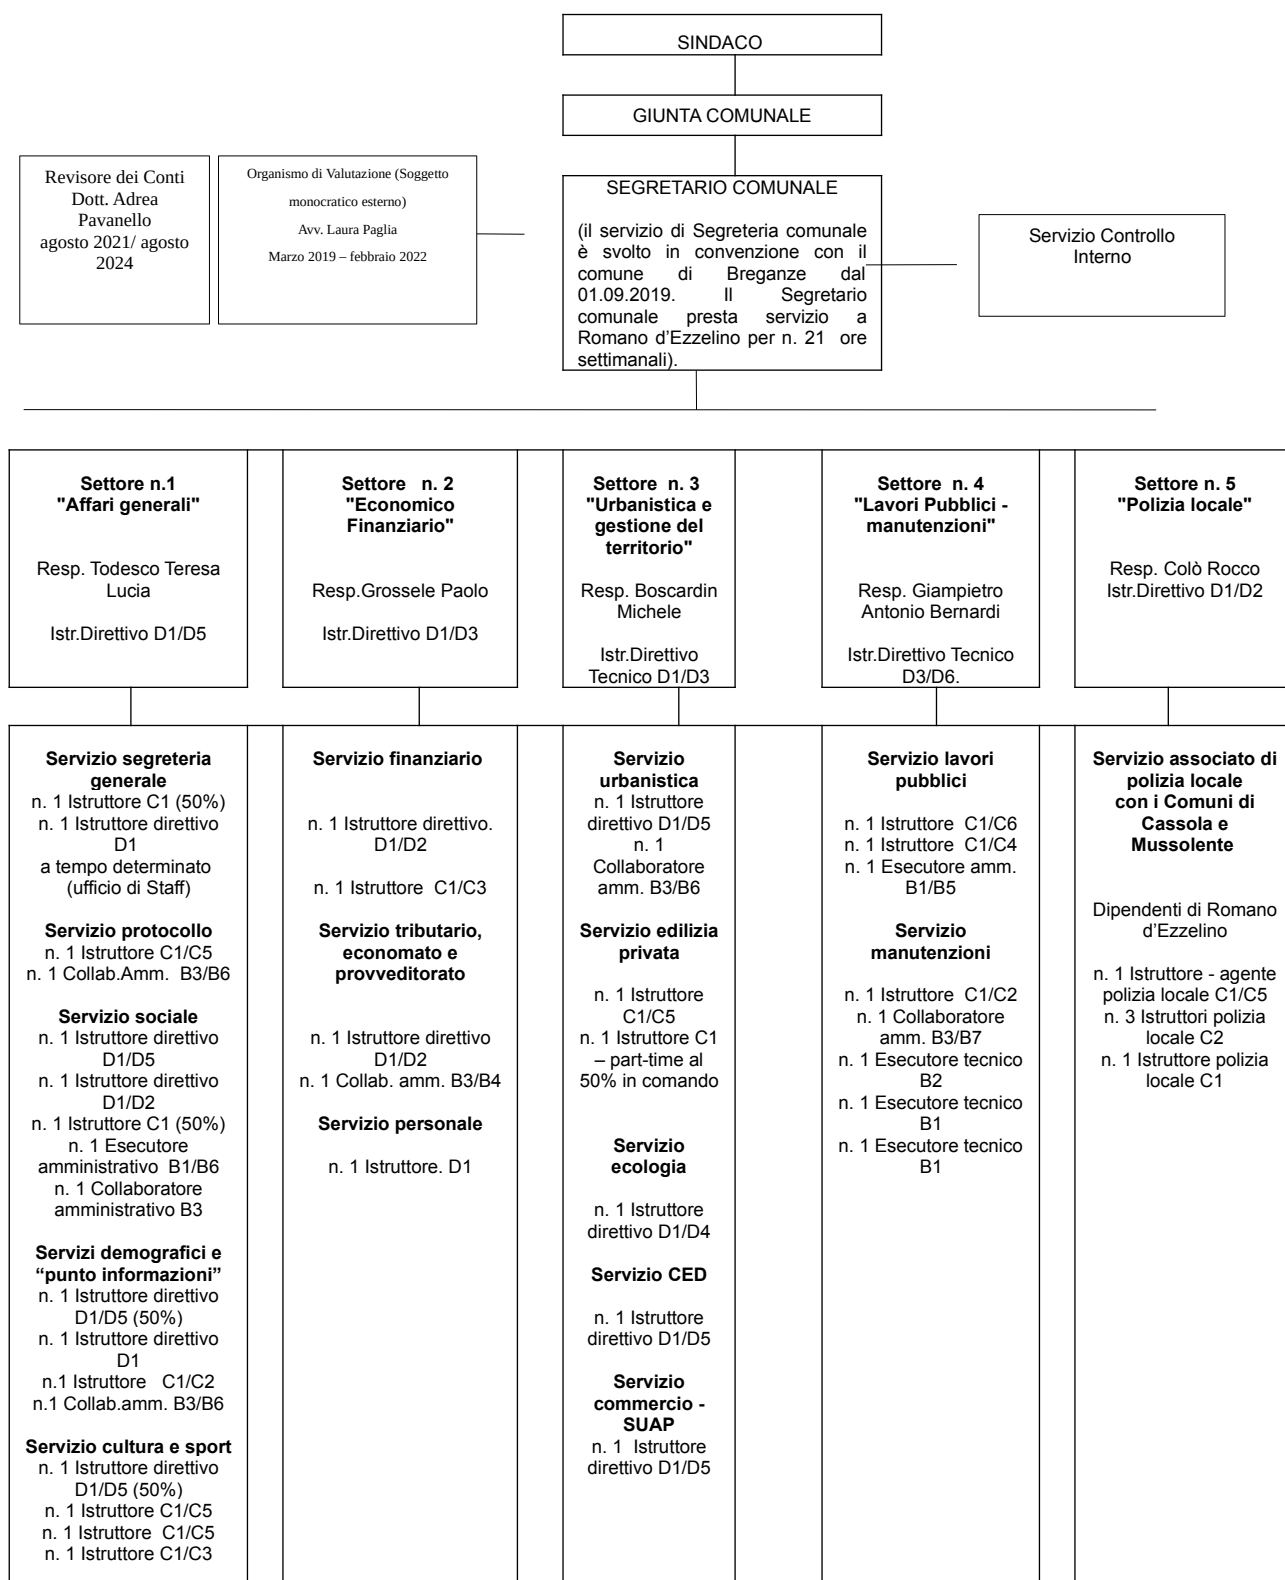 SINDACO
GIUNTA COMUNALE
Revisore dei Conti
Dott. Adrea
Pavanello
agosto 2021/ agosto
2024
Organismo di Valutazione (Soggetto
monocratico esterno)
Avv. Laura Paglia
Marzo 2019 – febbraio 2022
SEGRETARIO COMUNALE
(il servizio di Segreteria comunale
è svolto in convenzione con il
comune di Breganze dal
01.09.2019. Il Segretario
comunale presta servizio a
Romano d'Ezzelino per n. 21 ore
settimanali).
Servizio Controllo
Interno
Settore n.1
"Affari generali"
Resp. Todesco Teresa
Lucia
Istr.Direttivo D1/D5
Settore n. 2
"Economico
Finanziario"
Resp.Grossele Paolo
Istr.Direttivo D1/D3
Settore n. 3
"Urbanistica e
gestione del
territorio"
Resp. Boscardin
Michele
Istr.Direttivo
Tecnico D1/D3
Settore n. 4
"Lavori Pubblici -
manutenzioni"
Resp. Giampietro
Antonio Bernardi
Istr.Direttivo Tecnico
D3/D6.
Settore n. 5
"Polizia locale"
Resp. Colò Rocco
Istr.Direttivo D1/D2
Servizio segreteria
generale
n. 1 Istruttore C1 (50%)
n. 1 Istruttore direttivo
D1
a tempo determinato
(ufficio di Staff)
Servizio protocollo
n. 1 Istruttore C1/C5
n. 1 Collab.Amm. B3/B6
Servizio sociale
n. 1 Istruttore direttivo
D1/D5
n. 1 Istruttore direttivo
D1/D2
n. 1 Istruttore C1 (50%)
n. 1 Esecutore
amministrativo B1/B6
n. 1 Collaboratore
amministrativo B3
Servizi demografici e
“punto informazioni”
n. 1 Istruttore direttivo
D1/D5 (50%)
n. 1 Istruttore direttivo
D1
n.1 Istruttore C1/C2
n.1 Collab.amm. B3/B6
Servizio cultura e sport
n. 1 Istruttore direttivo
D1/D5 (50%)
n. 1 Istruttore C1/C5
n. 1 Istruttore C1/C5
n. 1 Istruttore C1/C3
Servizio finanziario
n. 1 Istruttore direttivo.
D1/D2
n. 1 Istruttore C1/C3
Servizio tributario,
economato e
provveditorato
n. 1 Istruttore direttivo
D1/D2
n. 1 Collab. amm. B3/B4
Servizio personale
n. 1 Istruttore. D1
Servizio
urbanistica
n. 1 Istruttore
direttivo D1/D5
n. 1
Collaboratore
amm. B3/B6
Servizio edilizia
privata
n. 1 Istruttore
C1/C5
n. 1 Istruttore C1
– part-time al
50% in comando
Servizio
ecologia
n. 1 Istruttore
direttivo D1/D4
Servizio CED
n. 1 Istruttore
direttivo D1/D5
Servizio
commercio -
SUAP
n. 1 Istruttore
direttivo D1/D5
Servizio lavori
pubblici
n. 1 Istruttore C1/C6
n. 1 Istruttore C1/C4
n. 1 Esecutore amm.
B1/B5
Servizio
manutenzioni
n. 1 Istruttore C1/C2
n. 1 Collaboratore
amm. B3/B7
n. 1 Esecutore tecnico
B2
n. 1 Esecutore tecnico
B1
n. 1 Esecutore tecnico
B1
Servizio associato di
polizia locale
con i Comuni di
Cassola e
Mussolente
Dipendenti di Romano
d’Ezzelino
n. 1 Istruttore - agente
polizia locale C1/C5
n. 3 Istruttori polizia
locale C2
n. 1 Istruttore polizia
locale C1